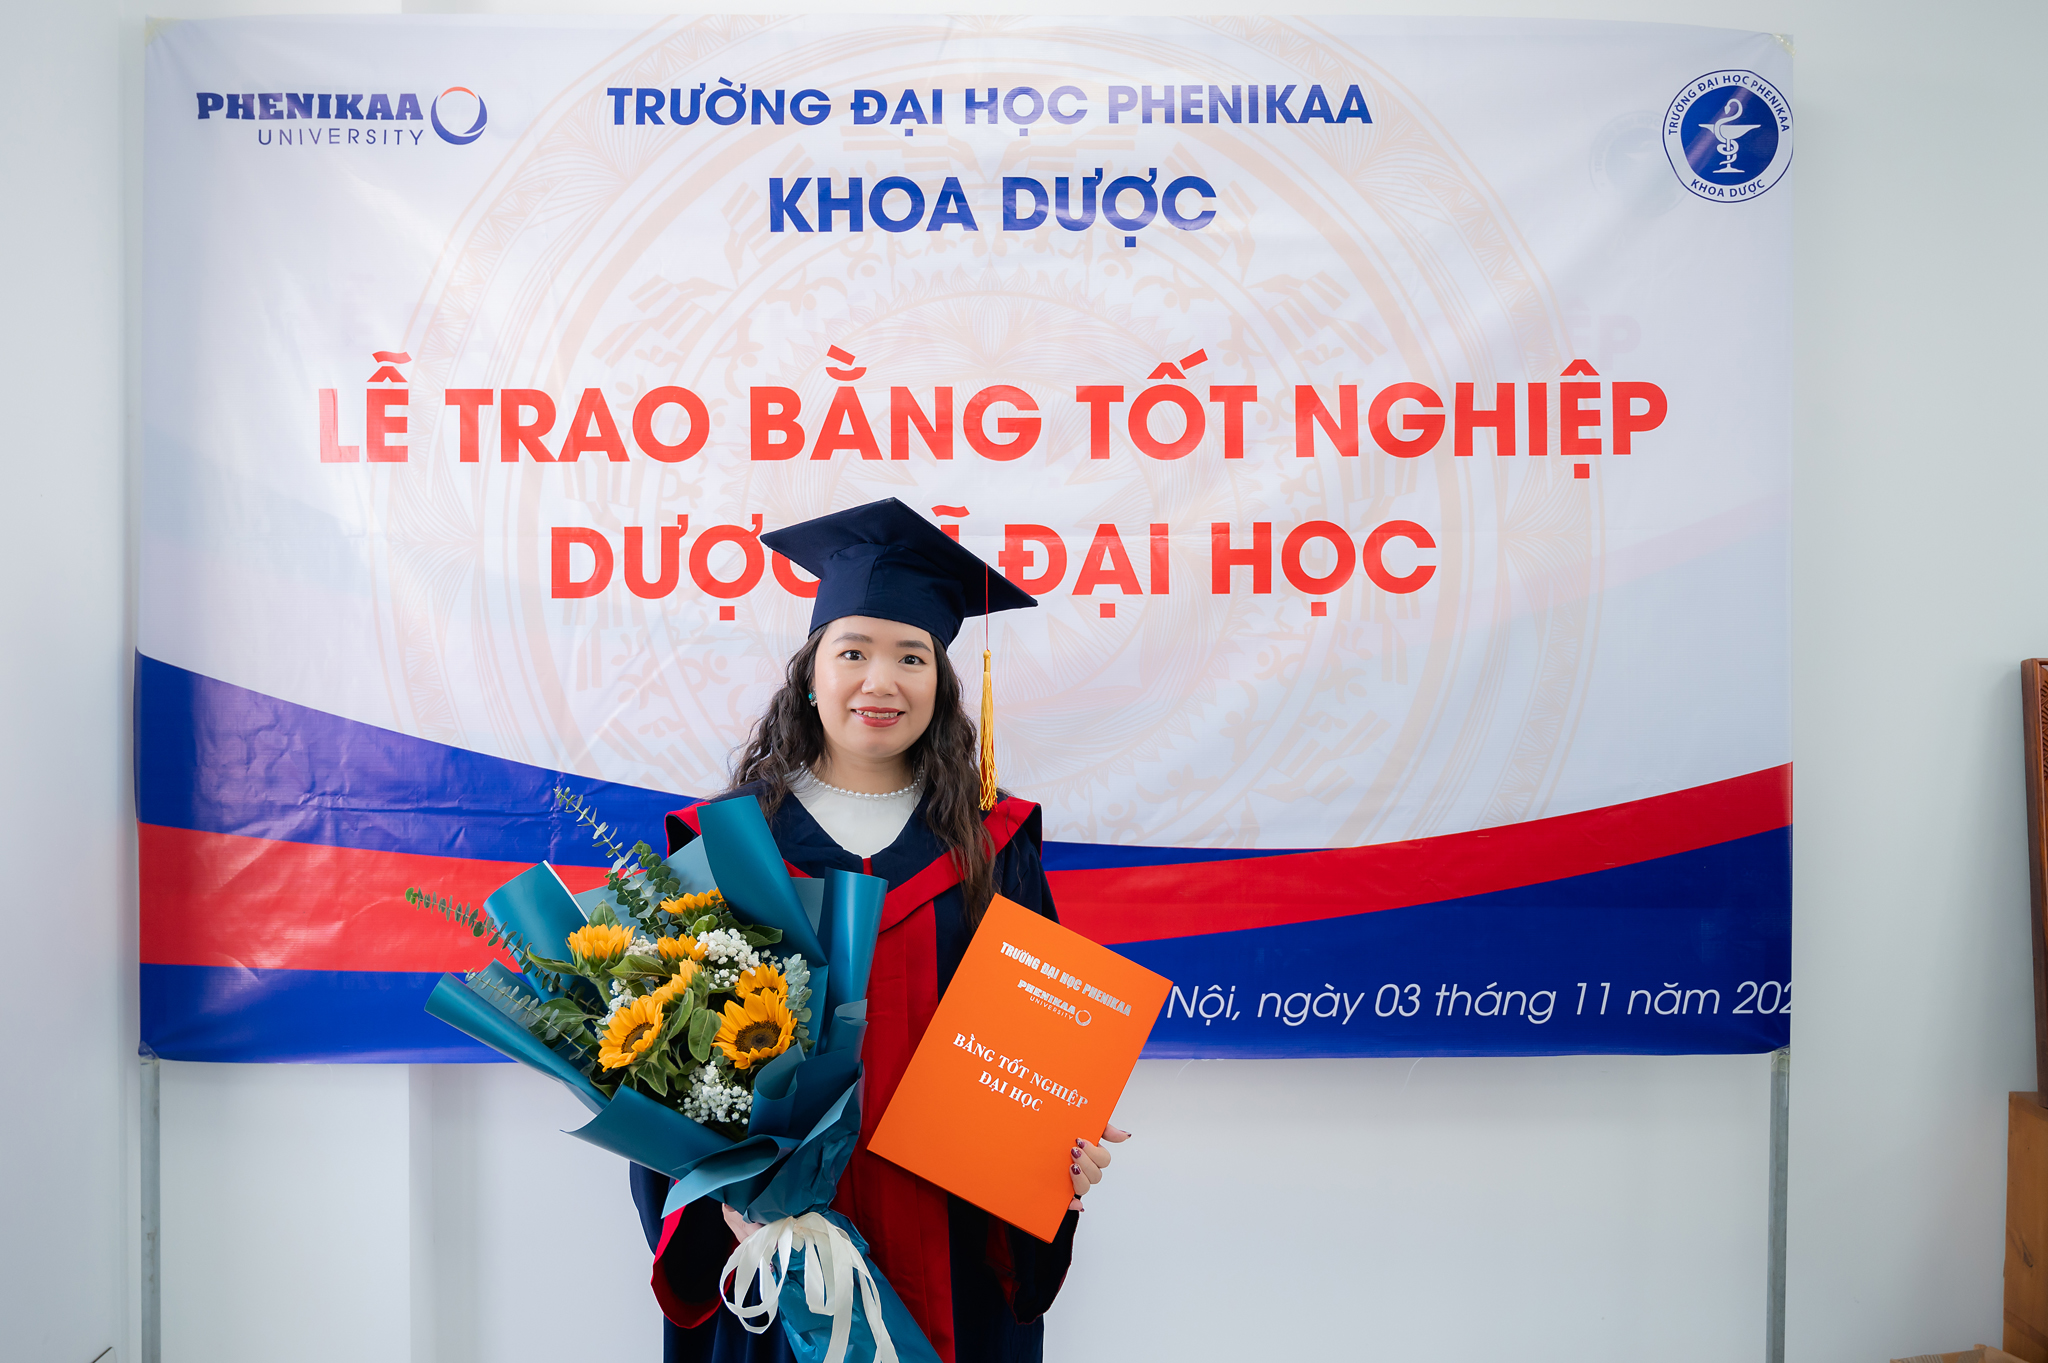 PHENIKAA
UNIVERSITY
TRƯỜNG ĐẠI HỌC PHENIKAA
KHOA DƯỢC
TRƯỜNG ĐẠI HỌC PHENIKAA
KHOA DƯỢC
LỄ TRAO BẰNG TỐT NGHIỆP
ĐẠI HỌC
Nội, ngày 03 tháng 11 năm
TRƯỜNG ĐẠI HỌC PHENIKAA
PHENIKAA
UNIVERSITY
BẰNG TỐT NGHIỆP
ĐẠI HỌC